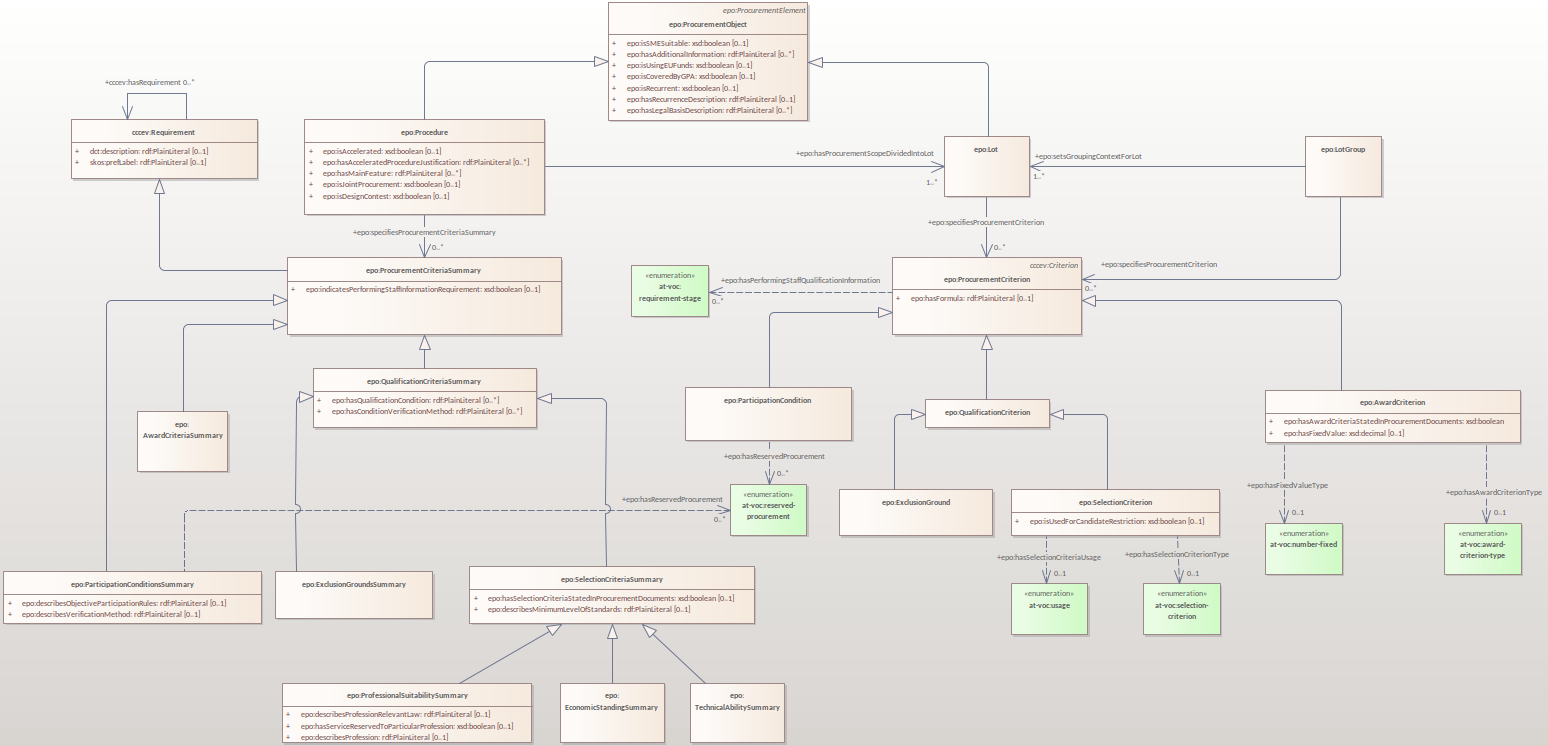 epo:ProcurementElement
epo:ProcurementObject
+ epo:isSMESuitable: xsd:boolean [0..1]
+ epo:hasAdditionalInformation: rdf:PlainLiteral [0..*]
+ epo:isUsingEUFunds: xsd:boolean [0..1]
+ epo:isCoveredByGPA: xsd:boolean [0..1]
+ epo:isRecurrent: xsd:boolean [0..1]
+ epo:hasRecurrenceDescription: rdf:PlainLiteral [0..1]
+ epo:hasLegalBasisDescription: rdf:PlainLiteral [0..*]
+cccev:hasRequirement 0..*
cccev:Requirement
+ dct:description: rdf:PlainLiteral [0..1]
+ skos:prefLabel: rdf:PlainLiteral [0..1]
epo:Procedure
+ epo:isAccelerated: xsd:boolean [0..1]
+ epo:hasAcceleratedProcedureJustification: rdf:PlainLiteral [0..*]
+ epo:hasMainFeature: rdf:PlainLiteral [0..*]
+ epo:isJointProcurement: xsd:boolean [0..1]
+ epo:isDesignContest: xsd:boolean [0..1]
+epo:hasProcurementScopeDividedIntoLot
1..*
epo:Lot
+epo:setsGroupingContextForLot
1..*
epo:LotGroup
+epo:specifiesProcurementCriteriaSummary
0..*
+epo:specifiesProcurementCriterion
0..*
epo:ProcurementCriteriaSummary
+ epo:indicatesPerformingStaffInformationRequirement: xsd:boolean [0..1]
«enumeration»
at-voc:
requirement-stage
+epo:hasPerformingStaffQualificationInformation
0..*
cccev:Criterion
epo:ProcurementCriterion
+ epo:hasFormula: rdf:PlainLiteral [0..1]
+epo:specifiesProcurementCriterion
0..*
epo:QualificationCriteriaSummary
+ epo:hasQualificationCondition: rdf:PlainLiteral [0..*]
+ epo:hasConditionVerificationMethod: rdf:PlainLiteral [0..*]
epo:
AwardCriteriaSummary
epo:ParticipationCondition
epo:QualificationCriterion
epo:AwardCriterion
+ epo:hasAwardCriteriaStatedInProcurementDocuments: xsd:boolean
+ epo:hasFixedValue: xsd:decimal [0..1]
+epo:hasReservedProcurement
0..*
+epo:hasReservedProcurement
0..*
«enumeration»
at-voc:reserved-
procurement
epo:ExclusionGround
epo:SelectionCriterion
+ epo:isUsedForCandidateRestriction: xsd:boolean [0..1]
+epo:hasFixedValueType
0..1
+epo:hasAwardCriterionType
0..1
«enumeration»
at-voc:number-fixed
«enumeration»
at-voc:award-
criterion-type
+epo:hasSelectionCriteriaUsage
0..1
+epo:hasSelectionCriterionType
0..1
«enumeration»
at-voc:usage
«enumeration»
at-voc:selection-
criterion
epo:ParticipationConditionsSummary
+ epo:describesObjectiveParticipationRules: rdf:PlainLiteral [0..1]
+ epo:describesVerificationMethod: rdf:PlainLiteral [0..1]
epo:ExclusionGroundsSummary
epo:SelectionCriteriaSummary
+ epo:hasSelectionCriteriaStatedInProcurementDocuments: xsd:boolean [0..1]
+ epo:describesMinimumLevelOfStandards: rdf:PlainLiteral [0..1]
epo:ProfessionalSuitabilitySummary
+ epo:describesProfessionRelevantLaw: rdf:PlainLiteral [0..1]
+ epo:hasServiceReservedToParticularProfession: xsd:boolean [0..1]
+ epo:describesProfession: rdf:PlainLiteral [0..1]
epo:
EconomicStandingSummary
epo:
TechnicalAbilitySummary